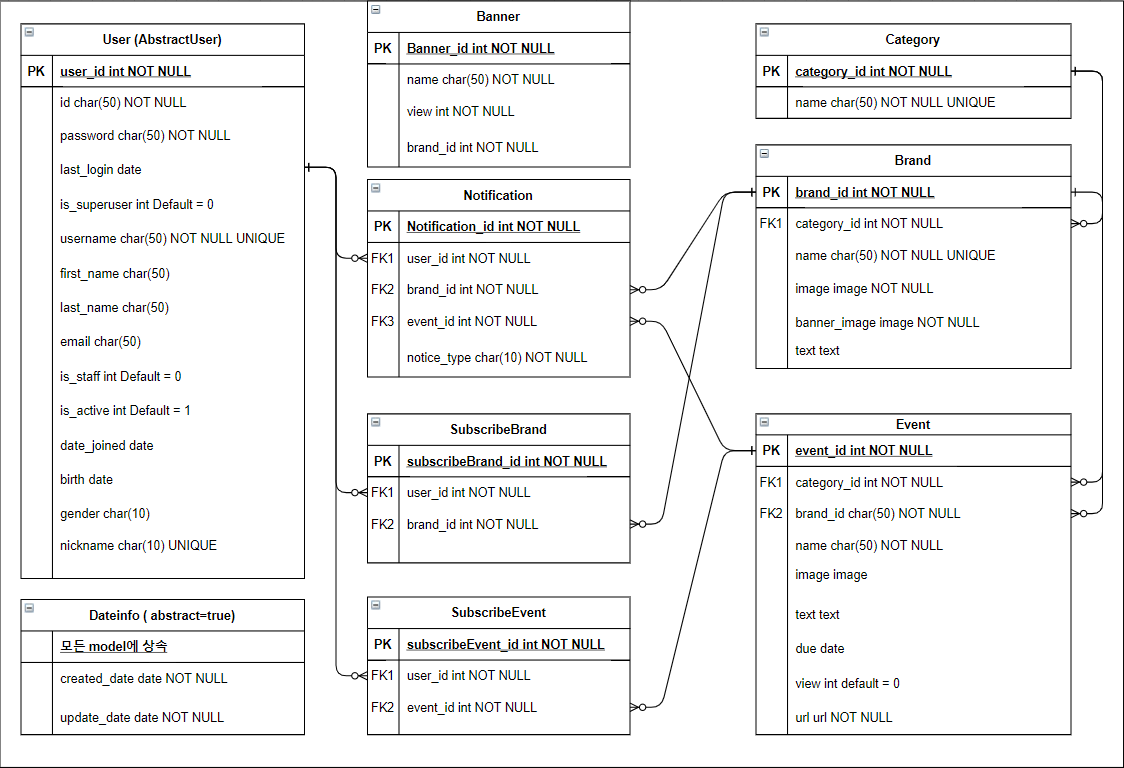 User (AbstractUser)
PK user_id int NOT NULL
id char(50) NOT NULL
password char(50) NOT NULL
last_login date
is_superuser int Default = 0
username char(50) NOT NULL UNIQUE
first_name char(50)
last_name char(50)
email char(50)
is_staff int Default = 0
is_active int Default = 1
date_joined date
birth date
gender char(10)
nickname char(10) UNIQUE
Dateinfo ( abstract=true)
모든 model에 상속
created_date date NOT NULL
update_date date NOT NULL
Banner
PK Banner_id int NOT NULL
name char(50) NOT NULL
view int NOT NULL
brand_id int NOT NULL
Notification
PK Notification_id int NOT NULL
FK1 user_id int NOT NULL
FK2 brand_id int NOT NULL
FK3 event_id int NOT NULL
notice_type char(10) NOT NULL
SubscribeBrand
PK subscribeBrand_id int NOT NULL
FK1 user_id int NOT NULL
FK2 brand_id int NOT NULL
SubscribeEvent
PK subscribeEvent_id int NOT NULL
FK1 user_id int NOT NULL
FK2 event_id int NOT NULL
Category
PK category_id int NOT NULL
name char(50) NOT NULL UNIQUE
Brand
PK brand_id int NOT NULL
FK1 category_id int NOT NULL
name char(50) NOT NULL UNIQUE
image image NOT NULL
banner_image image NOT NULL
text text
Event
PK event_id int NOT NULL
FK1 category_id int NOT NULL
FK2 brand_id char(50) NOT NULL
name char(50) NOT NULL
image image
text text
due date
view int default = 0
url url NOT NULL